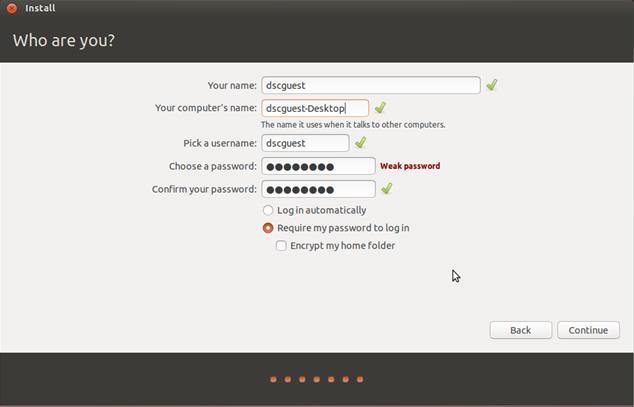 Install
Who are you?
Your name: dscguest
Your computer's name: dscguest-Desktop
The name it uses when it talks to other computers.
Pick a username: dscguest
Choose a password: ●●●●●●●● Weak password
Confirm your password: ●●●●●●●●
Log in automatically
Require my password to log in
Encrypt my home folder
Back Continue